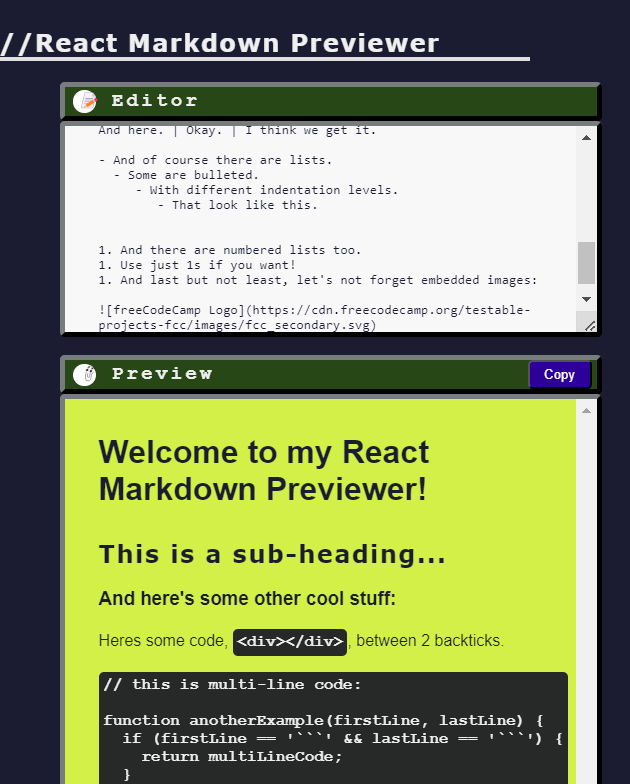 //React Markdown Previewer
Editor
And here. | Okay. | I think we get it.
- And of course there are lists.
- Some are bulleted.
- With different indentation levels.
- That look like this.
1. And there are numbered lists too.
1. Use just 1s if you want!
1. And last but not least, let's not forget embedded images:
![freeCodeCamp Logo](https://cdn.freecodecamp.org/testable-
projects-fcc/images/fcc_secondary.svg)
Preview
Copy
Welcome to my React
Markdown Previewer!
This is a sub-heading...
And here's some other cool stuff:
Heres some code, <div></div>, between 2 backticks.
// this is multi-line code:
function anotherExample(firstLine, lastLine) {
if (firstLine == '```' && lastLine == '```') {
return multiLineCode;
}